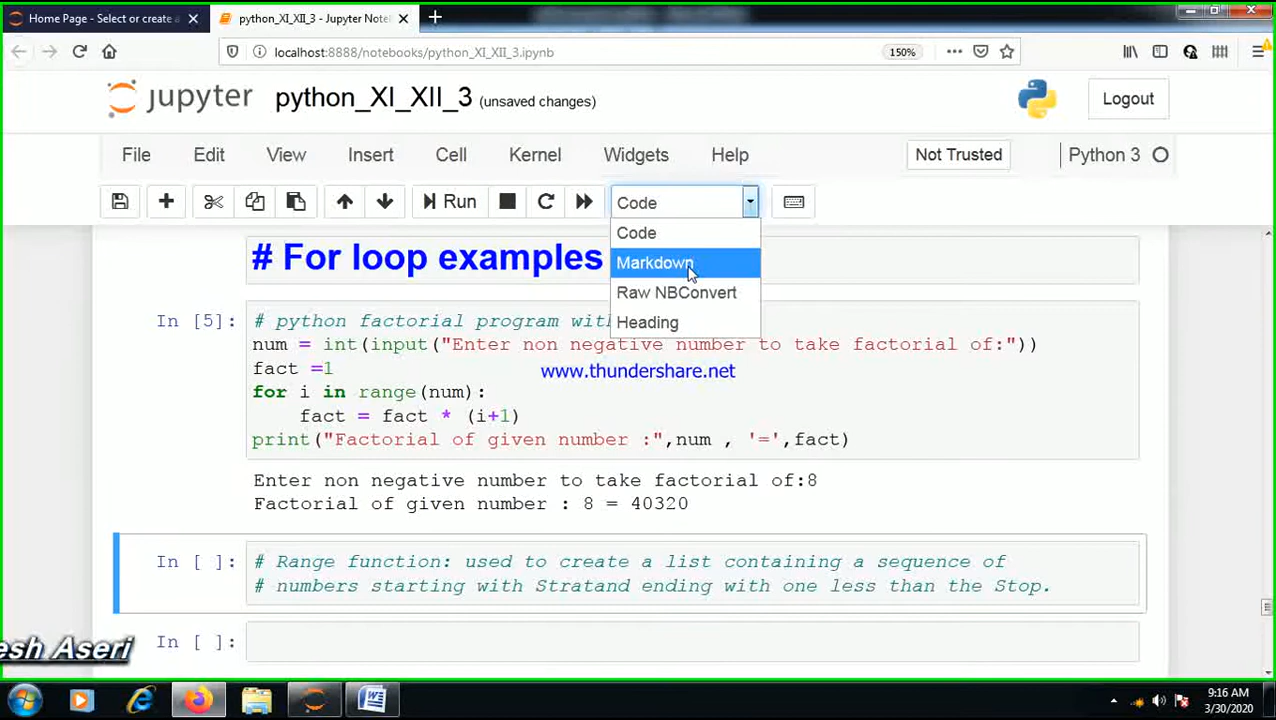 Home Page - Select or create a
python_XI_XII_3 - Jupyter Notel
localhost:8888/notebooks/python_XI_XII_3.ipynb
150%
jupyter
python_XI_XII_3 (unsaved changes)
Logout
File Edit View Insert Cell Kernel Widgets Help
Not Trusted
Python 3
Run
Code
Code
Markdown
Raw NBConvert
Heading
# For loop examples
In [5]:
# python factorial program with
num = int(input("Enter non negative number to take factorial of:"))
fact =1
www.thundershare.net
for i in range(num):
fact = fact * (i+1)
print("Factorial of given number :",num , '=',fact)
Enter non negative number to take factorial of:8
Factorial of given number : 8 = 40320
In [ ]:
# Range function: used to create a list containing a sequence of
# numbers starting with Stratand ending with one less than the Stop.
In [ ]:
esh Aseri
9:16 AM
3/30/2020